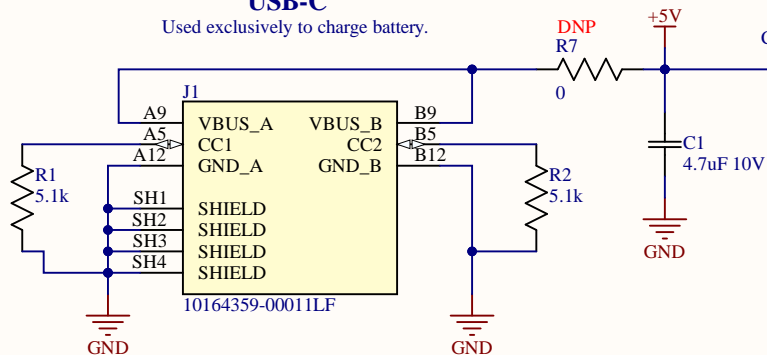 USB-C
Used exclusively to charge battery.
DNP
+5V
R7
0
J1
A9
VBUS_A
VBUS_B
B9
A5
CC1
CC2
B5
A12
GND_A
GND_B
B12
R1
5.1k
R2
5.1k
C1
4.7uF 10V
SH1
SHIELD
SH2
SHIELD
SH3
SHIELD
SH4
SHIELD
10164359-00011LF
GND
GND
GND